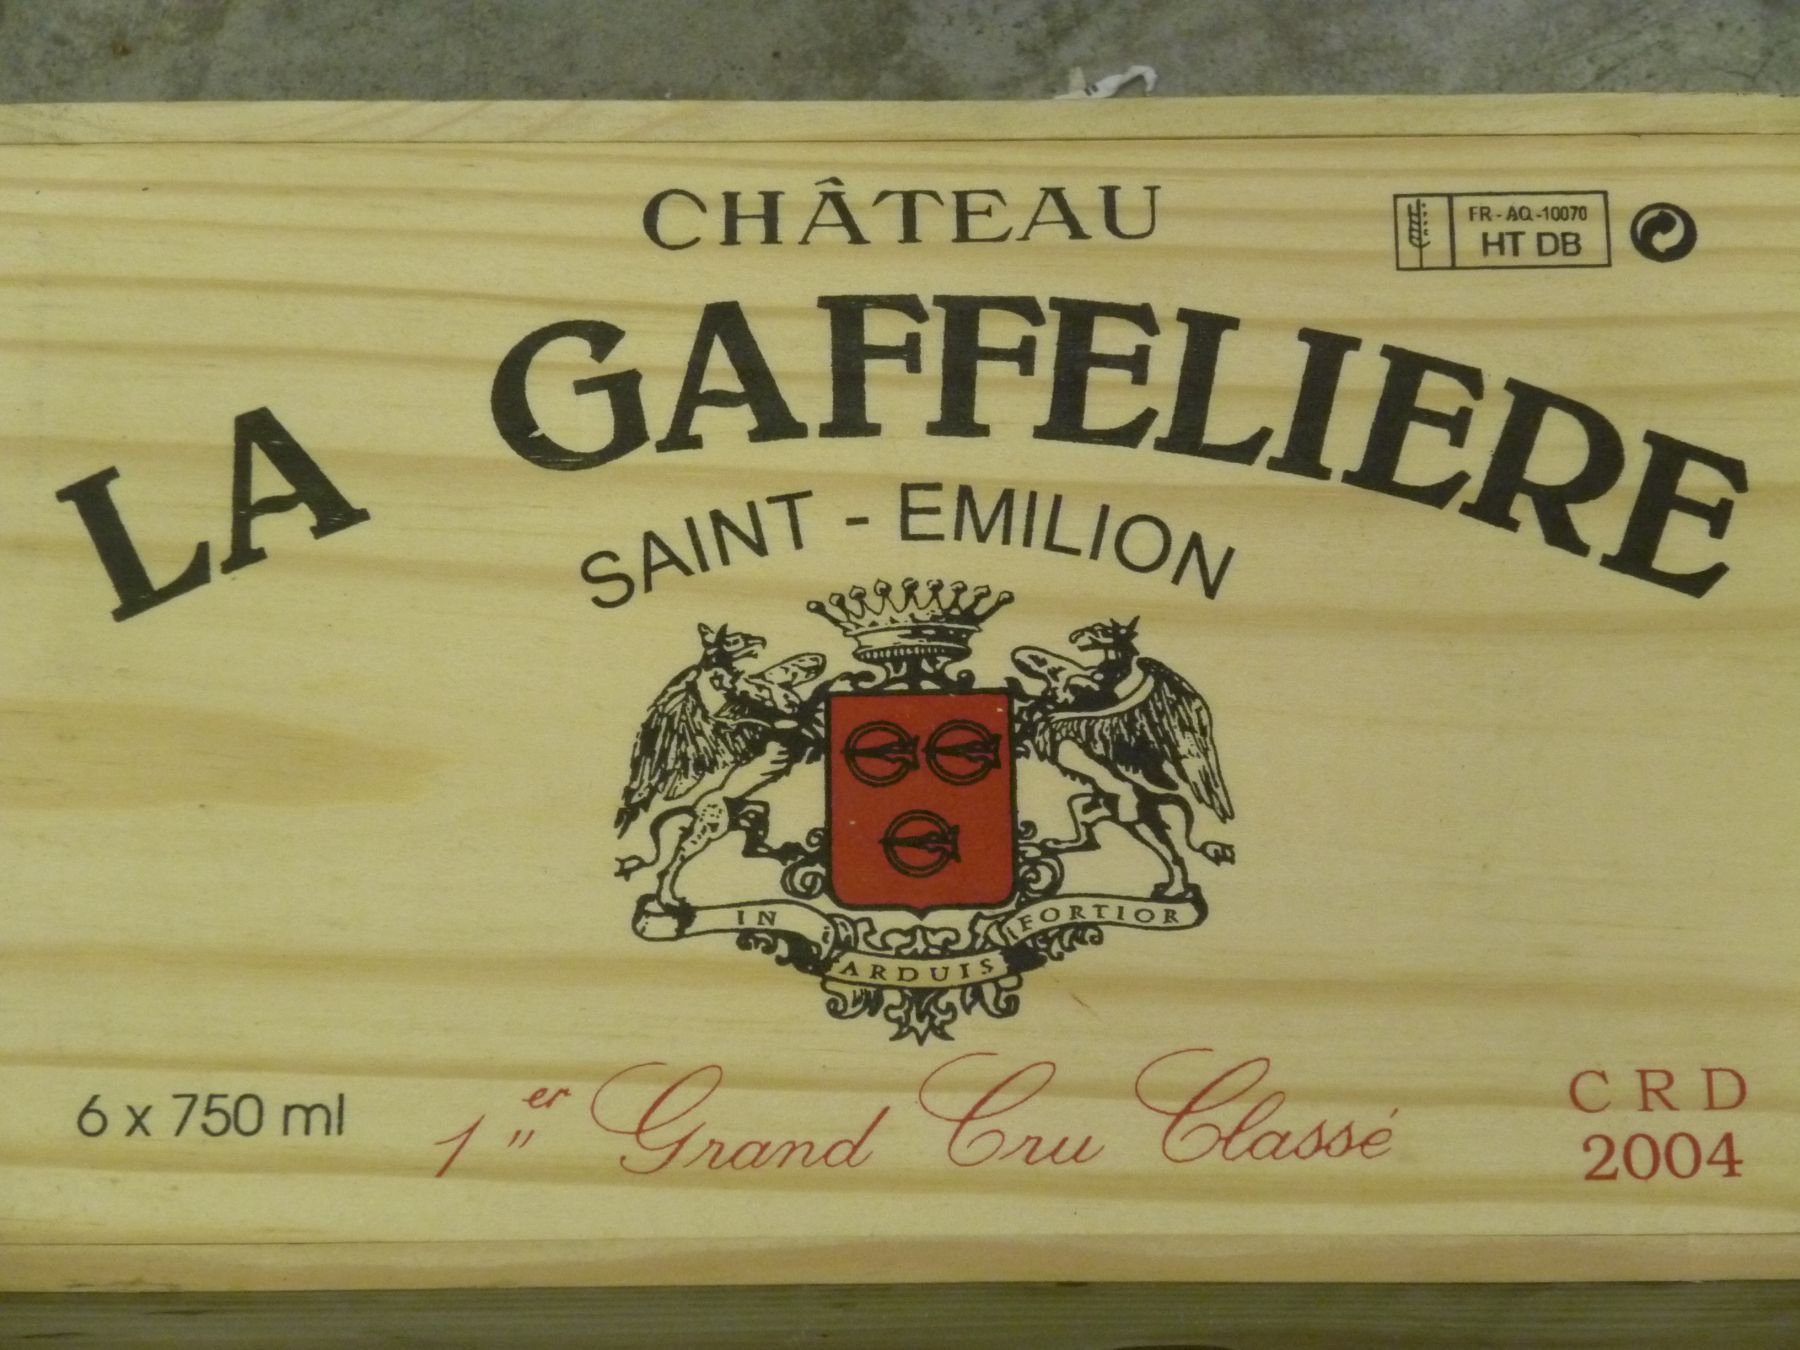 CHÂTEAU
FR-AQ-10070
HT DB
LA GAFFELIERE
SAINT-EMILION
IN ARDUIS FORTIOR
6 x 750 ml
1er Grand Cru Classé
CRD
2004